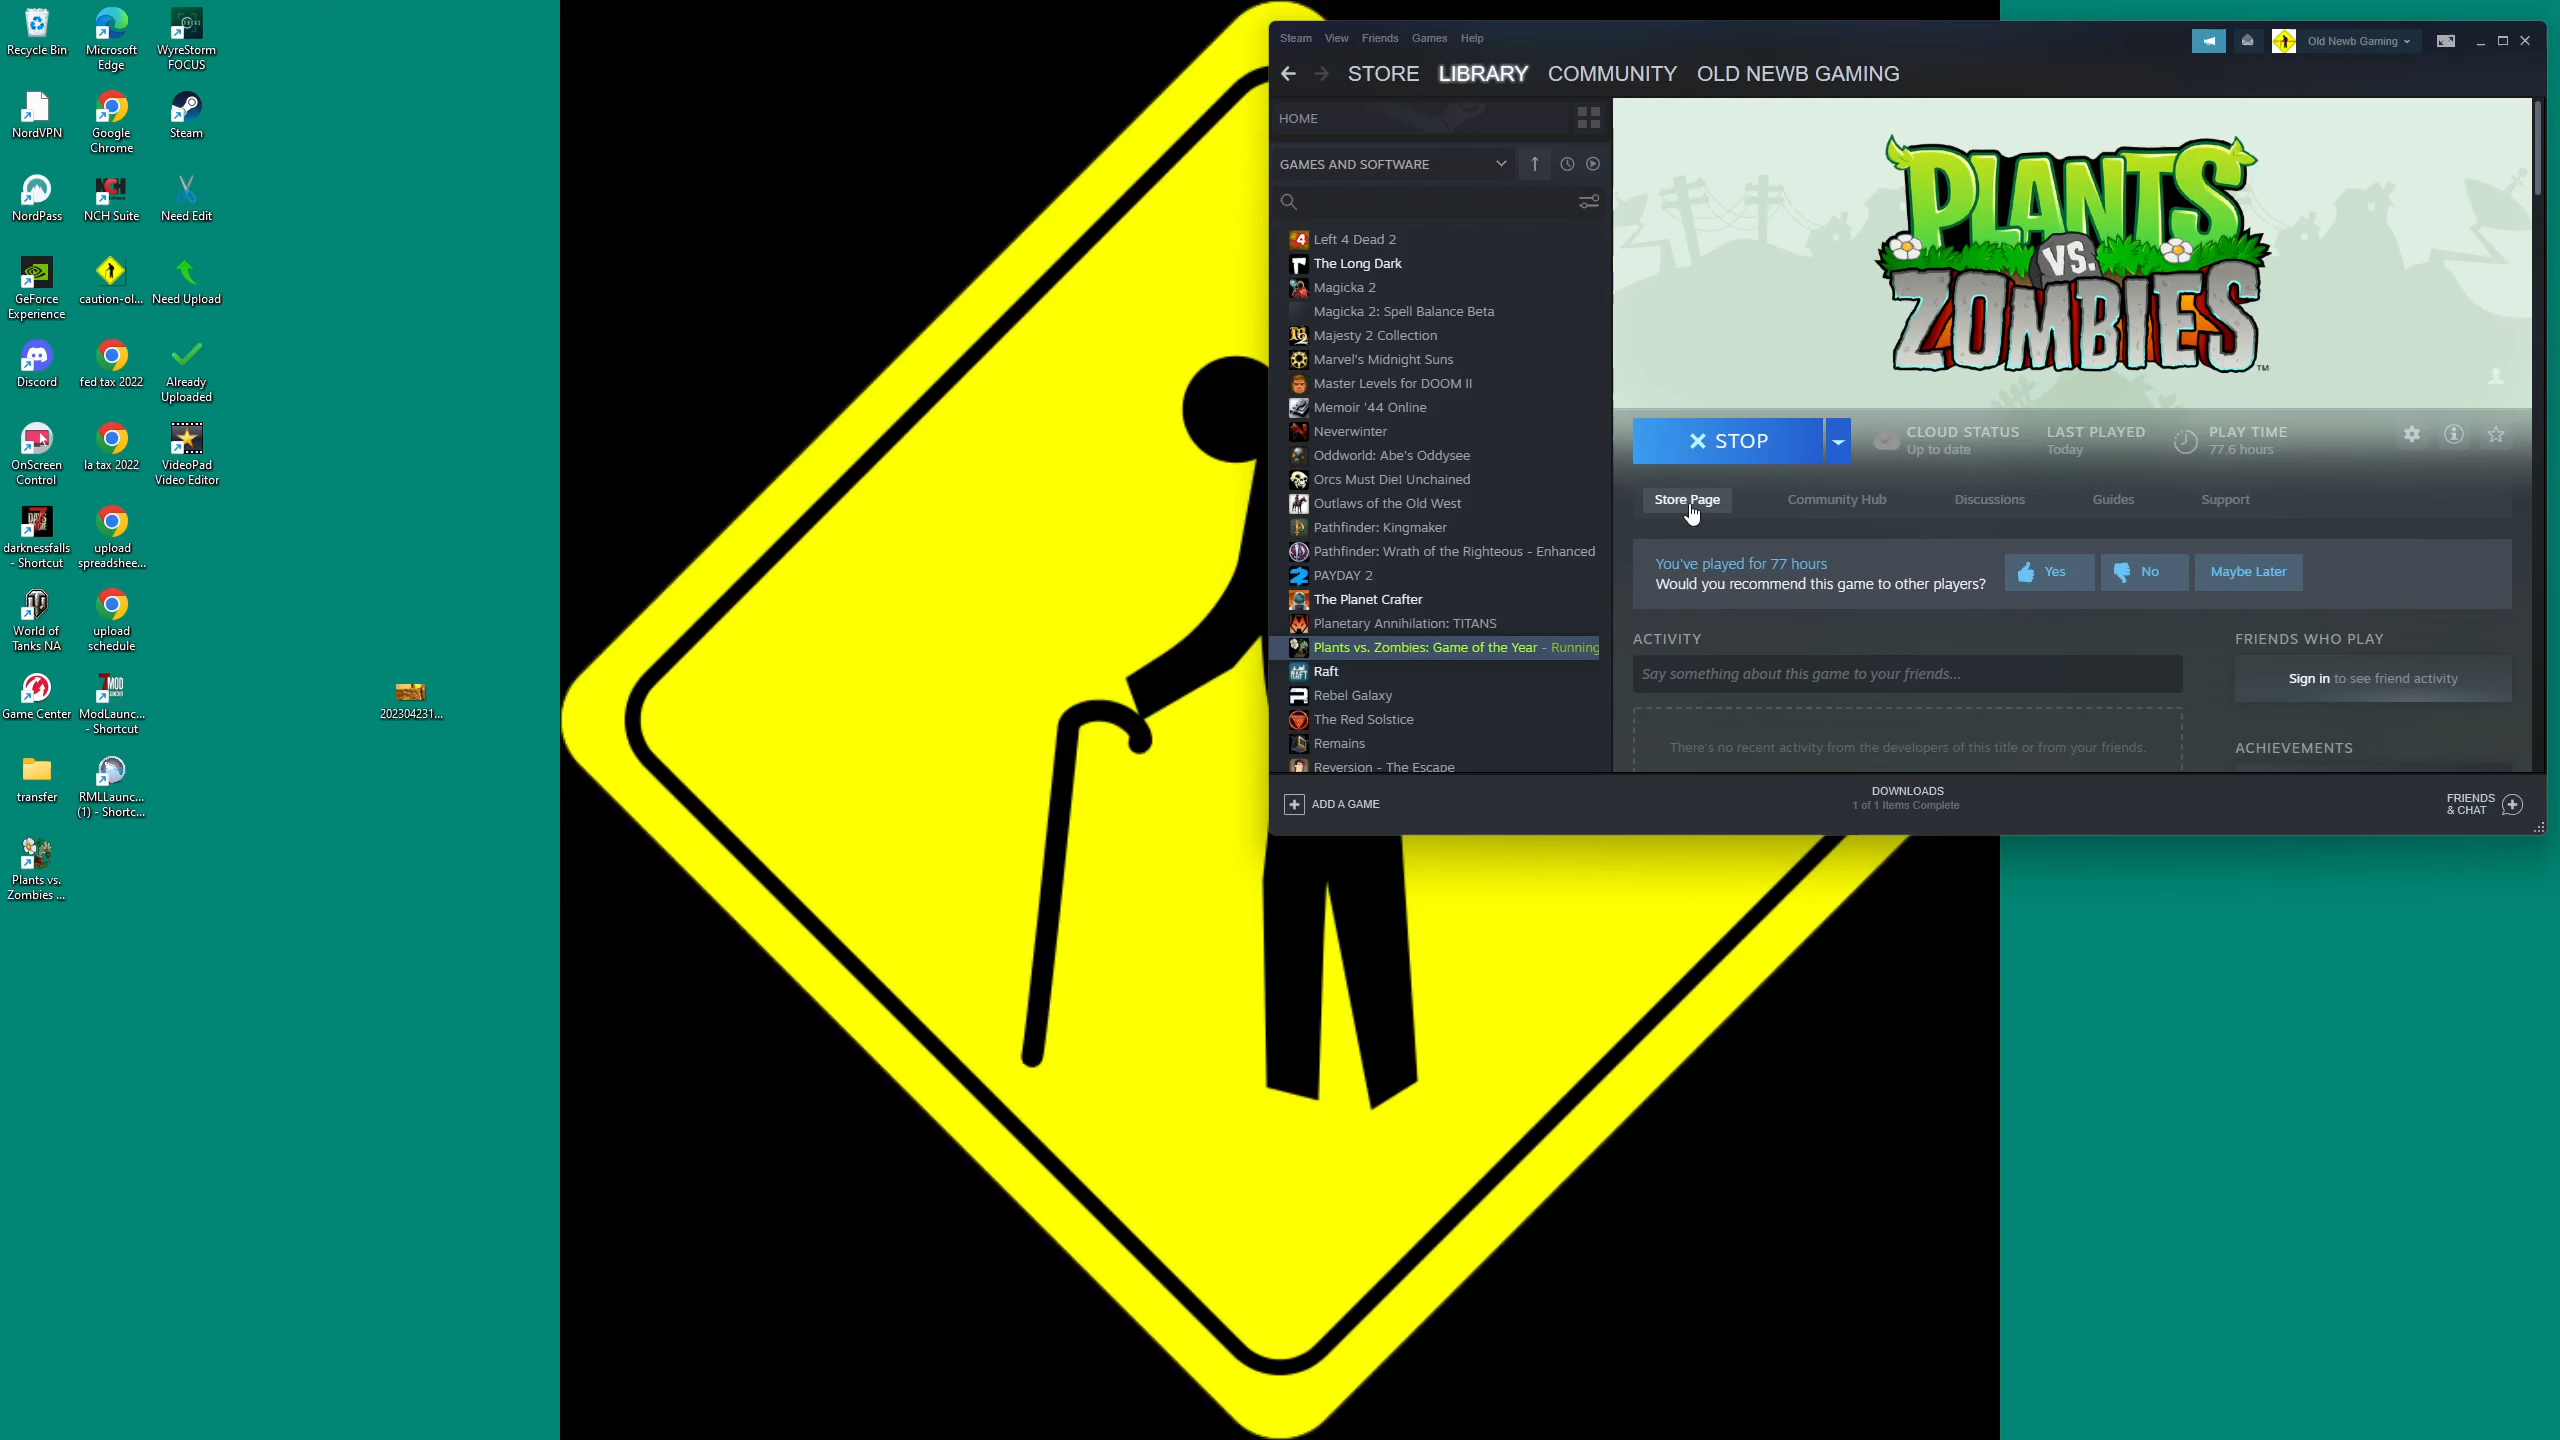 Recycle Bin
Microsoft
Edge
WyreStorm
FOCUS
NordVPN
Google
Chrome
Steam
NordPass
NCH
NCH Suite
Need Edit
GeForce
Experience
caution-ol...
Need Upload
Discord
fed tax 2022
Already
Uploaded
OnScreen
Control
la tax 2022
VideoPad
Video Editor
darknessfalls
- Shortcut
upload
spreadshee...
World of
Tanks NA
upload
schedule
Game Center
ModLaunc...
- Shortcut
202304231...
transfer
RMLLaunc...
(1) - Shortc...
Plants vs.
Zombies ...
Steam View Friends Games Help
Old Newb Gaming
STORE LIBRARY COMMUNITY OLD NEWB GAMING
HOME
GAMES AND SOFTWARE
Left 4 Dead 2
The Long Dark
Magicka 2
Magicka 2: Spell Balance Beta
Majesty 2 Collection
Marvel's Midnight Suns
Master Levels for DOOM II
Memoir '44 Online
Neverwinter
Oddworld: Abe's Oddysee
Orcs Must Die! Unchained
Outlaws of the Old West
Pathfinder: Kingmaker
Pathfinder: Wrath of the Righteous - Enhanced
PAYDAY 2
The Planet Crafter
Planetary Annihilation: TITANS
Plants vs. Zombies: Game of the Year - Running
Raft
Rebel Galaxy
The Red Solstice
Remains
Reversion - The Escape
PLANTS
VS.
ZOMBIES
TM
STOP
CLOUD STATUS
Up to date
LAST PLAYED
Today
PLAY TIME
77.6 hours
Store Page Community Hub Discussions Guides Support
You've played for 77 hours
Would you recommend this game to other players?
Yes No Maybe Later
ACTIVITY
Say something about this game to your friends...
There's no recent activity from the developers of this title or from your friends.
FRIENDS WHO PLAY
Sign in to see friend activity
ACHIEVEMENTS
ADD A GAME
DOWNLOADS
1 of 1 Items Complete
FRIENDS
& CHAT